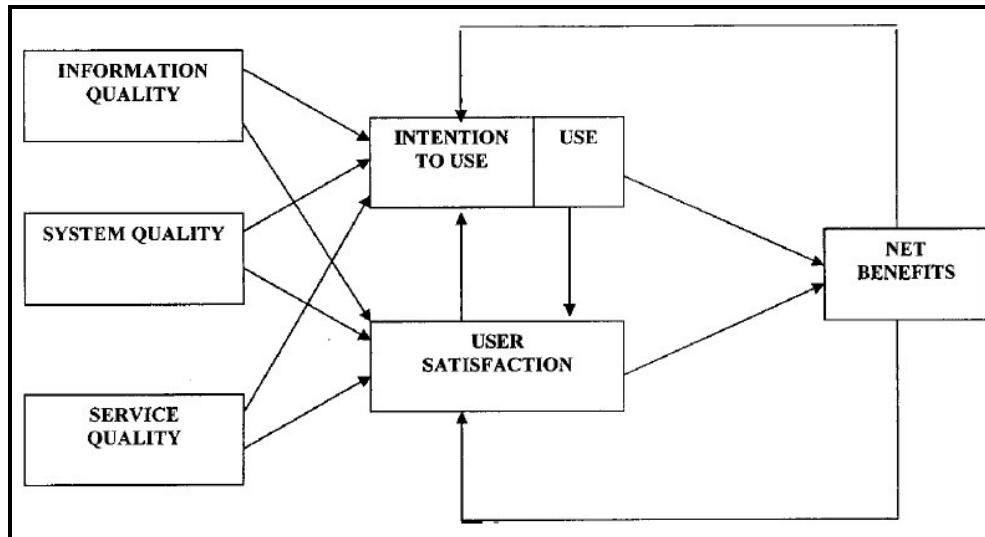 INFORMATION
QUALITY
INTENTION
TO USE
USE
SYSTEM QUALITY
NET
BENEFITS
USER
SATISFACTION
SERVICE
QUALITY